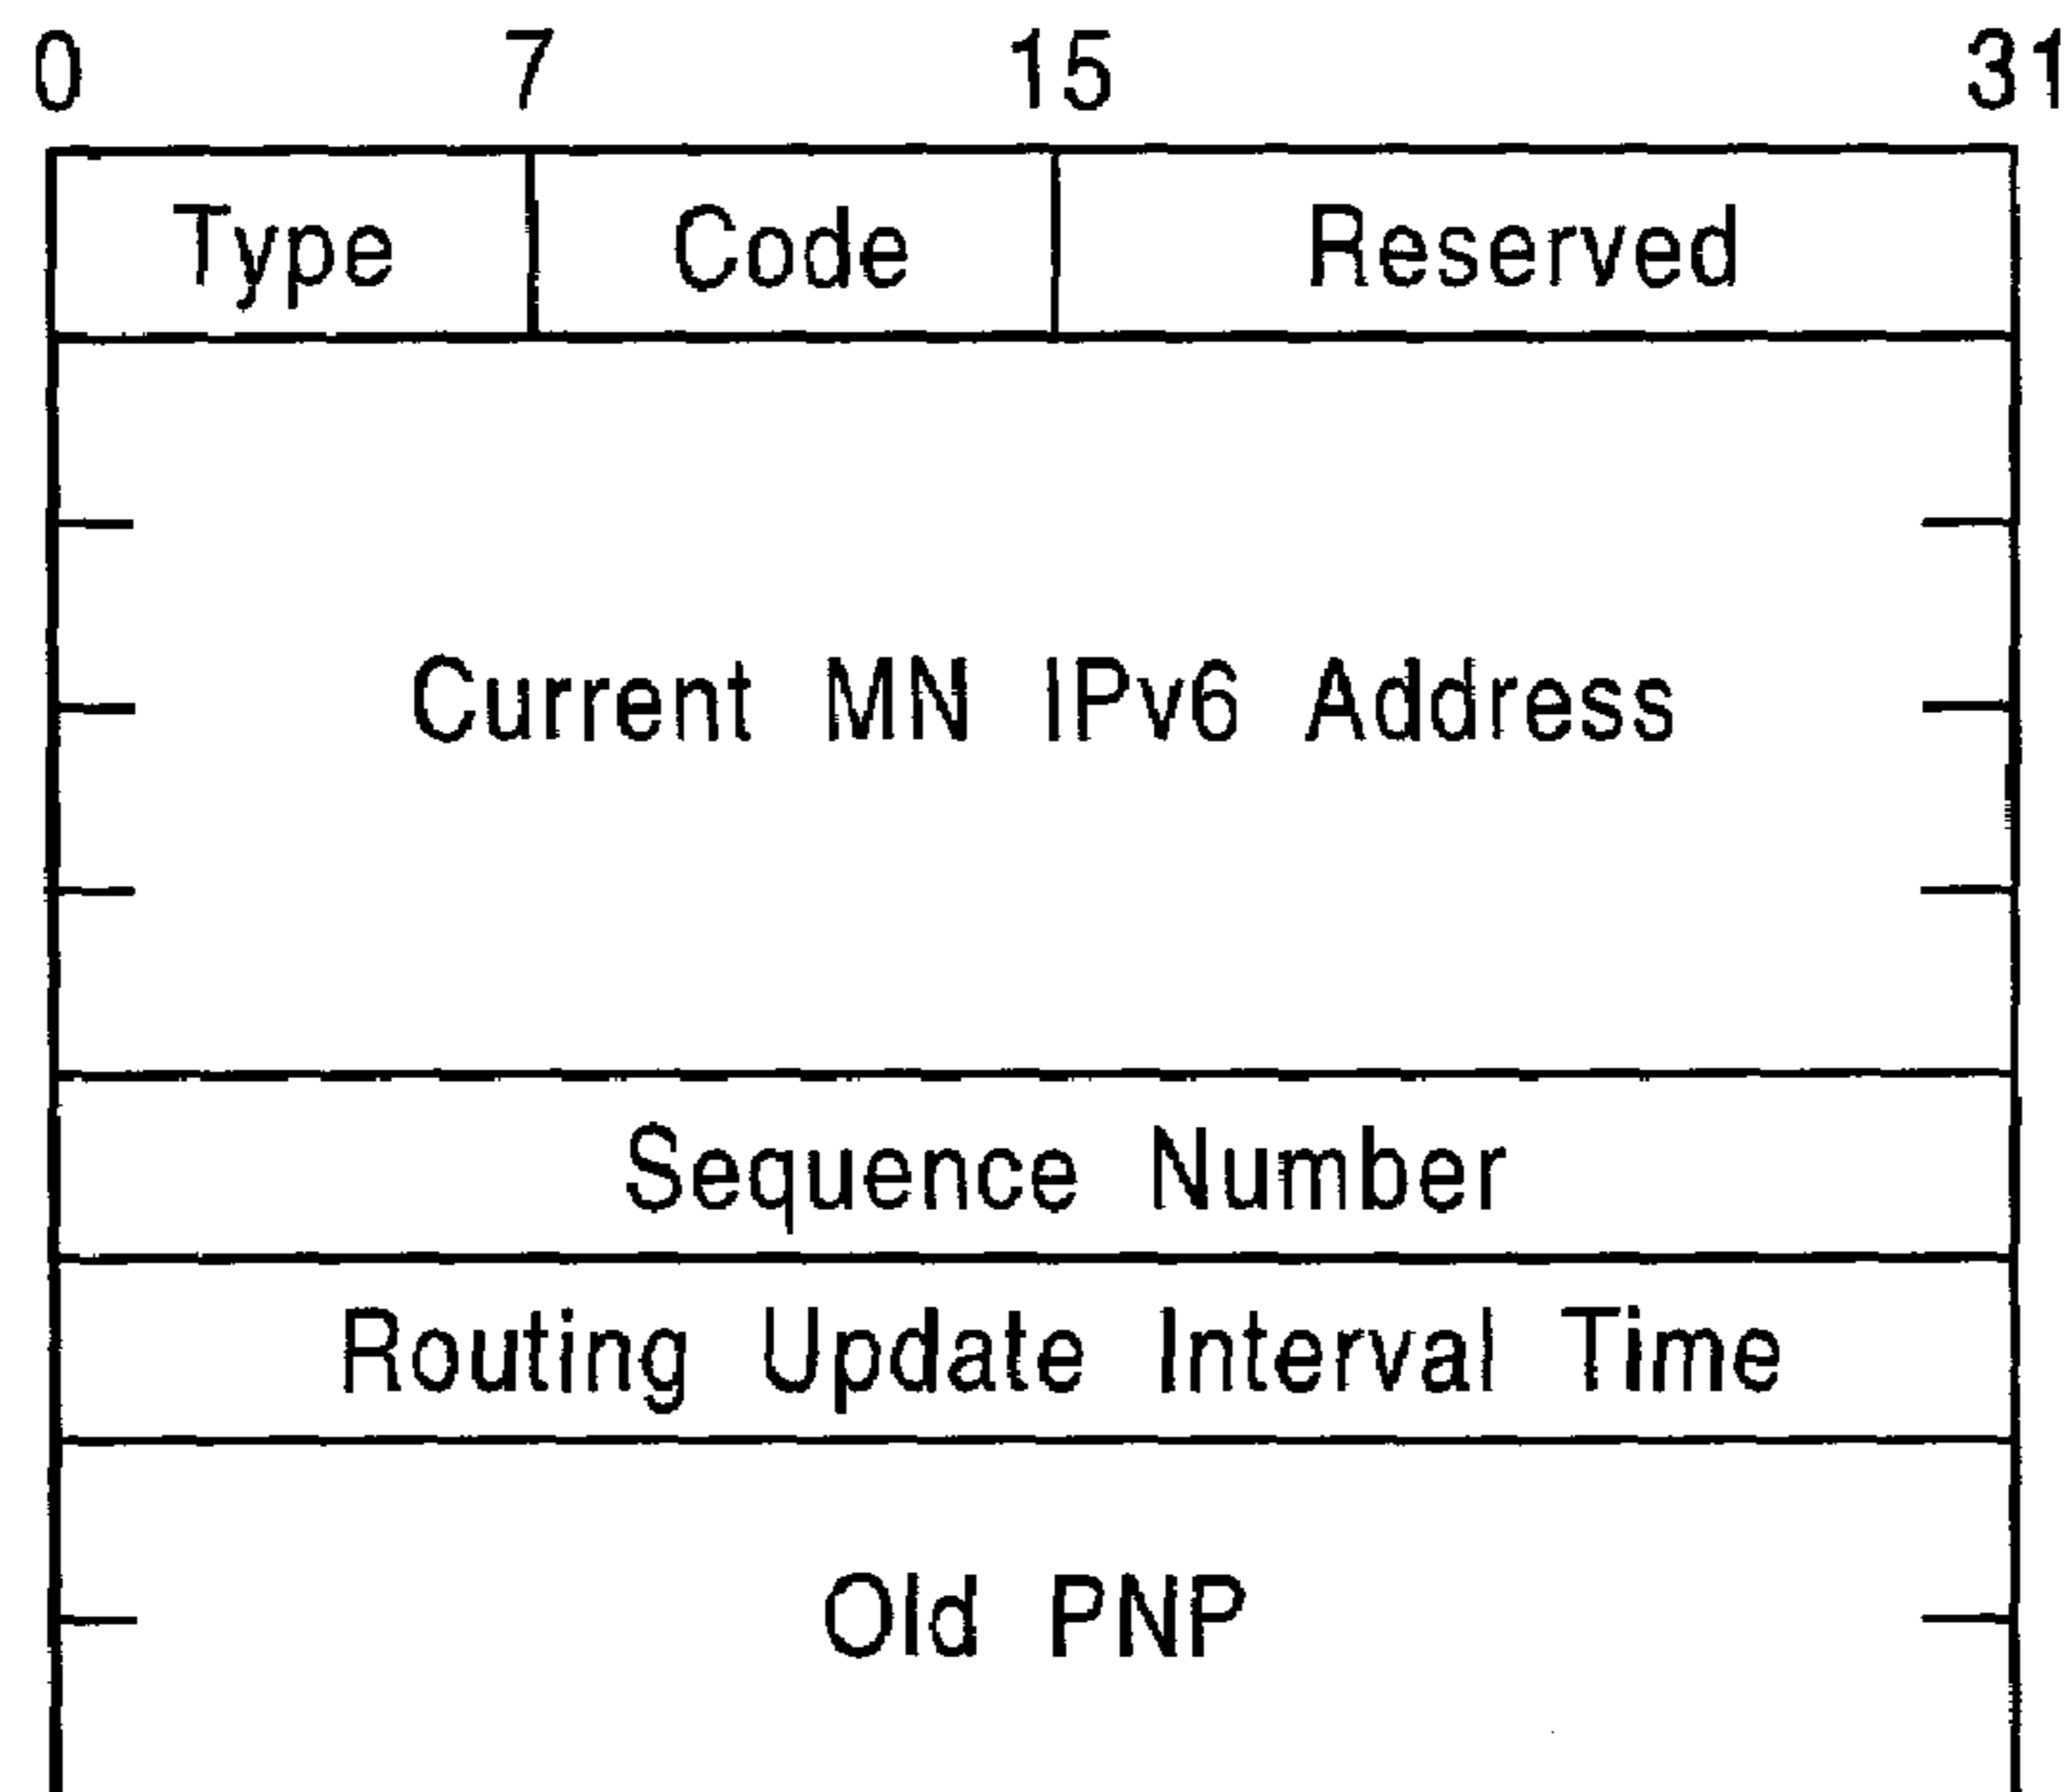 0 7 15 31
Type Code Reserved
Current MN IPv6 Address
Sequence Number
Routing Update Interval Time
Old PNP